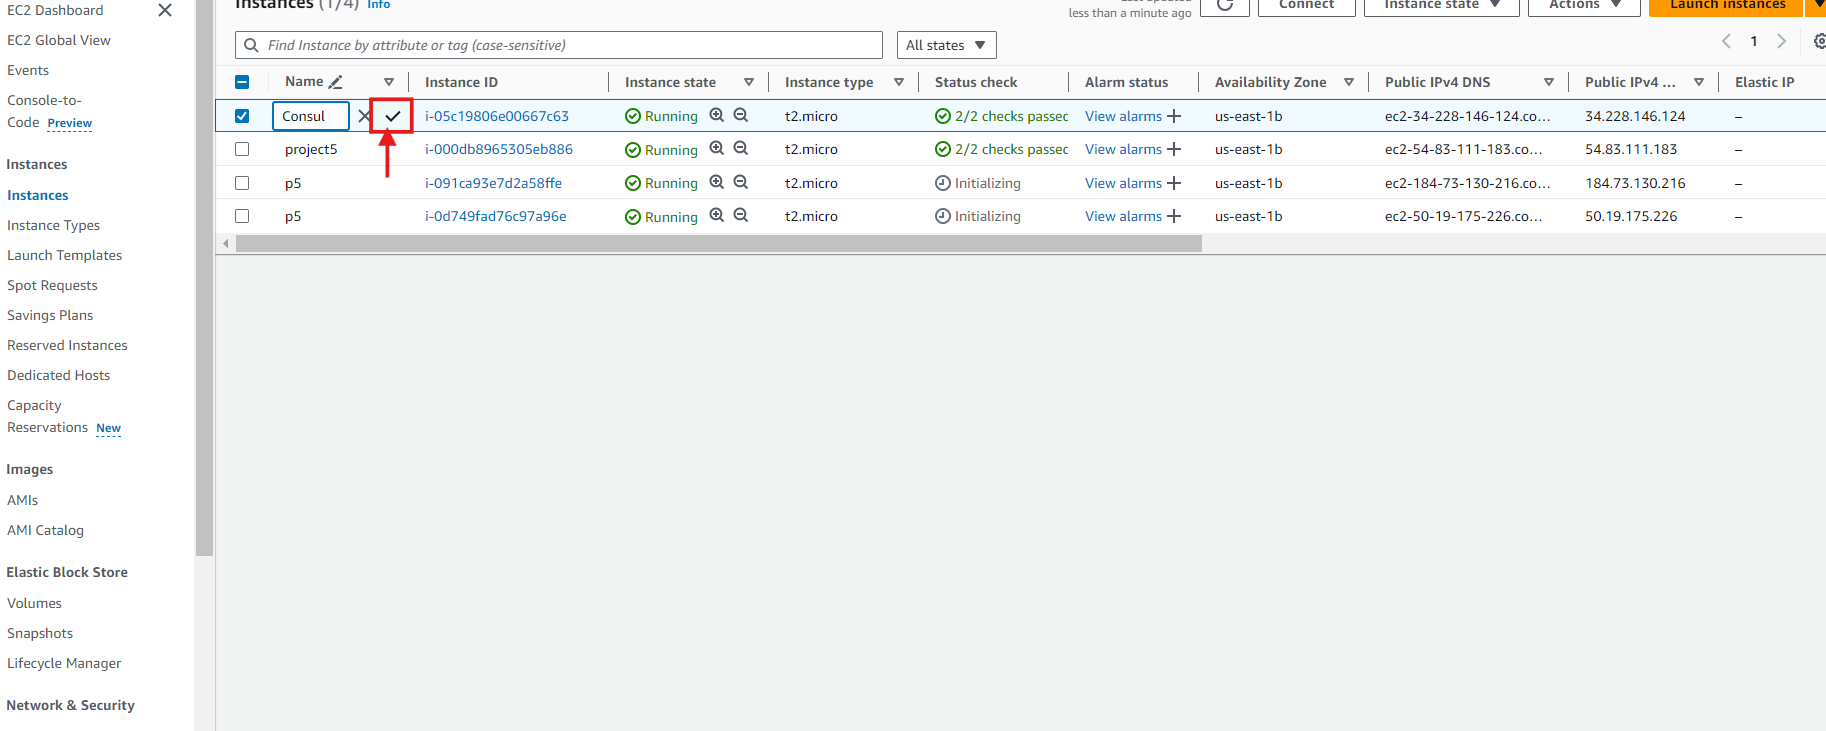 EC2 Dashboard
EC2 Global View
Events
Console-to-
Code Preview
Instances
Instances
Instance Types
Launch Templates
Spot Requests
Savings Plans
Reserved Instances
Dedicated Hosts
Capacity
Reservations New
Images
AMIs
AMI Catalog
Elastic Block Store
Volumes
Snapshots
Lifecycle Manager
Network & Security
Instances (1/4) Info
less than a minute ago
Connect
Instance state
Actions
Launch instances
Find Instance by attribute or tag (case-sensitive)
All states
1
Name Instance ID Instance state Instance type Status check Alarm status Availability Zone Public IPv4 DNS Public IPv4 ... Elastic IP
Consul i-05c19806e00667c63 Running t2.micro 2/2 checks passec View alarms us-east-1b ec2-34-228-146-124.co... 34.228.146.124 –
project5 i-000db8965305eb886 Running t2.micro 2/2 checks passec View alarms us-east-1b ec2-54-83-111-183.co... 54.83.111.183 –
p5 i-091ca93e7d2a58ffe Running t2.micro Initializing View alarms us-east-1b ec2-184-73-130-216.co... 184.73.130.216 –
p5 i-0d749fad76c97a96e Running t2.micro Initializing View alarms us-east-1b ec2-50-19-175-226.co... 50.19.175.226 –